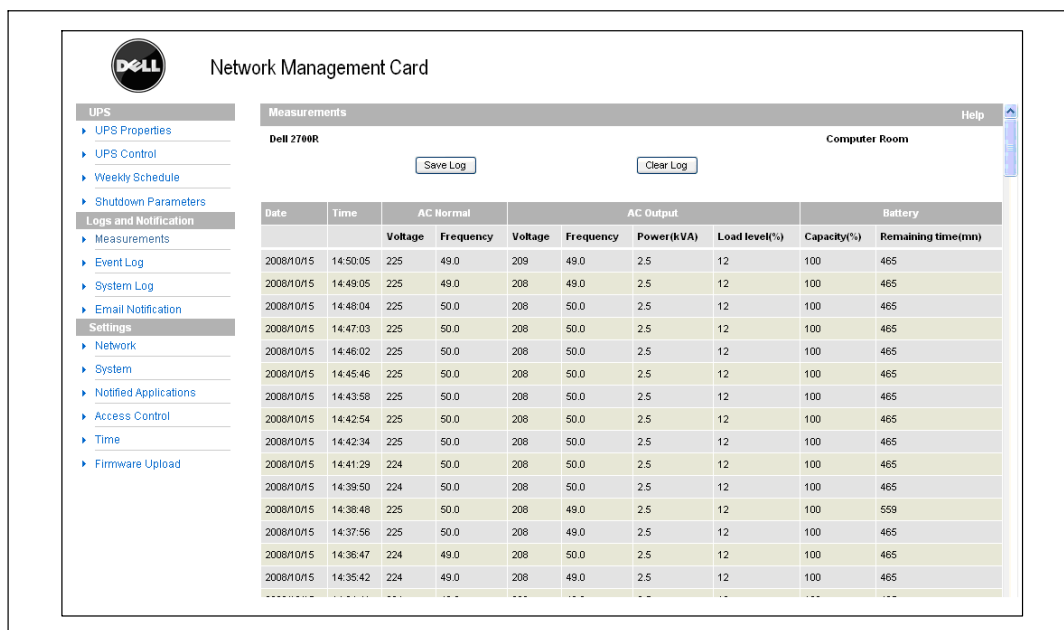 DELL
Network Management Card
UPS
UPS Properties
UPS Control
Weekly Schedule
Shutdown Parameters
Logs and Notification
Measurements
Event Log
System Log
Email Notification
Settings
Network
System
Notified Applications
Access Control
Time
Firmware Upload
Measurements Help
Dell 2700R Computer Room
Save Log Clear Log
Date Time AC Normal AC Output Battery
Voltage Frequency Voltage Frequency Power(kVA) Load level(%) Capacity(%) Remaining time(mn)
2008/10/15 14:50:05 225 49.0 209 49.0 2.5 12 100 465
2008/10/15 14:49:05 225 49.0 208 49.0 2.5 12 100 465
2008/10/15 14:48:04 225 50.0 208 50.0 2.5 12 100 465
2008/10/15 14:47:03 225 50.0 208 50.0 2.5 12 100 465
2008/10/15 14:46:02 225 50.0 208 50.0 2.5 12 100 465
2008/10/15 14:45:46 225 50.0 208 50.0 2.5 12 100 465
2008/10/15 14:43:58 225 50.0 208 50.0 2.5 12 100 465
2008/10/15 14:42:54 225 50.0 208 50.0 2.5 12 100 465
2008/10/15 14:42:34 225 50.0 208 50.0 2.5 12 100 465
2008/10/15 14:41:29 224 50.0 208 50.0 2.5 12 100 465
2008/10/15 14:39:50 224 50.0 208 50.0 2.5 12 100 465
2008/10/15 14:38:48 225 50.0 208 49.0 2.5 12 100 559
2008/10/15 14:37:56 225 50.0 208 49.0 2.5 12 100 465
2008/10/15 14:36:47 224 49.0 208 50.0 2.5 12 100 465
2008/10/15 14:35:42 224 49.0 208 49.0 2.5 12 100 465